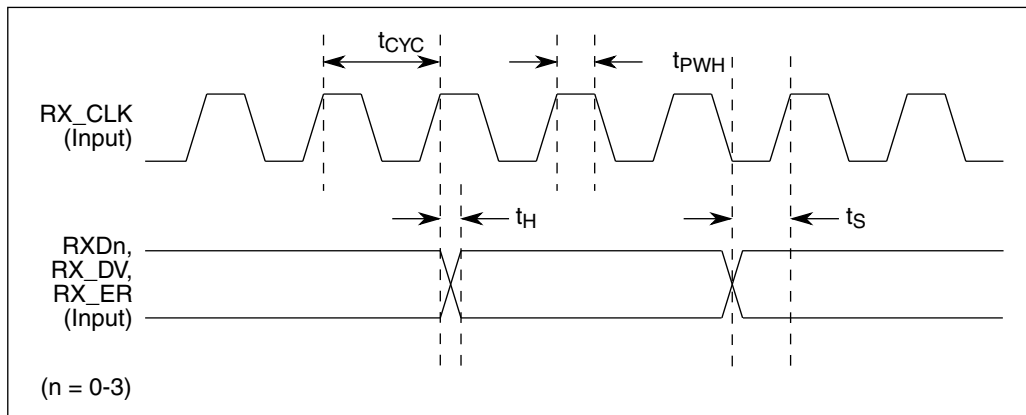 tCYC
tPWH
RX_CLK
(Input)
tH
tS
RXDn,
RX_DV,
RX_ER
(Input)
(n = 0-3)